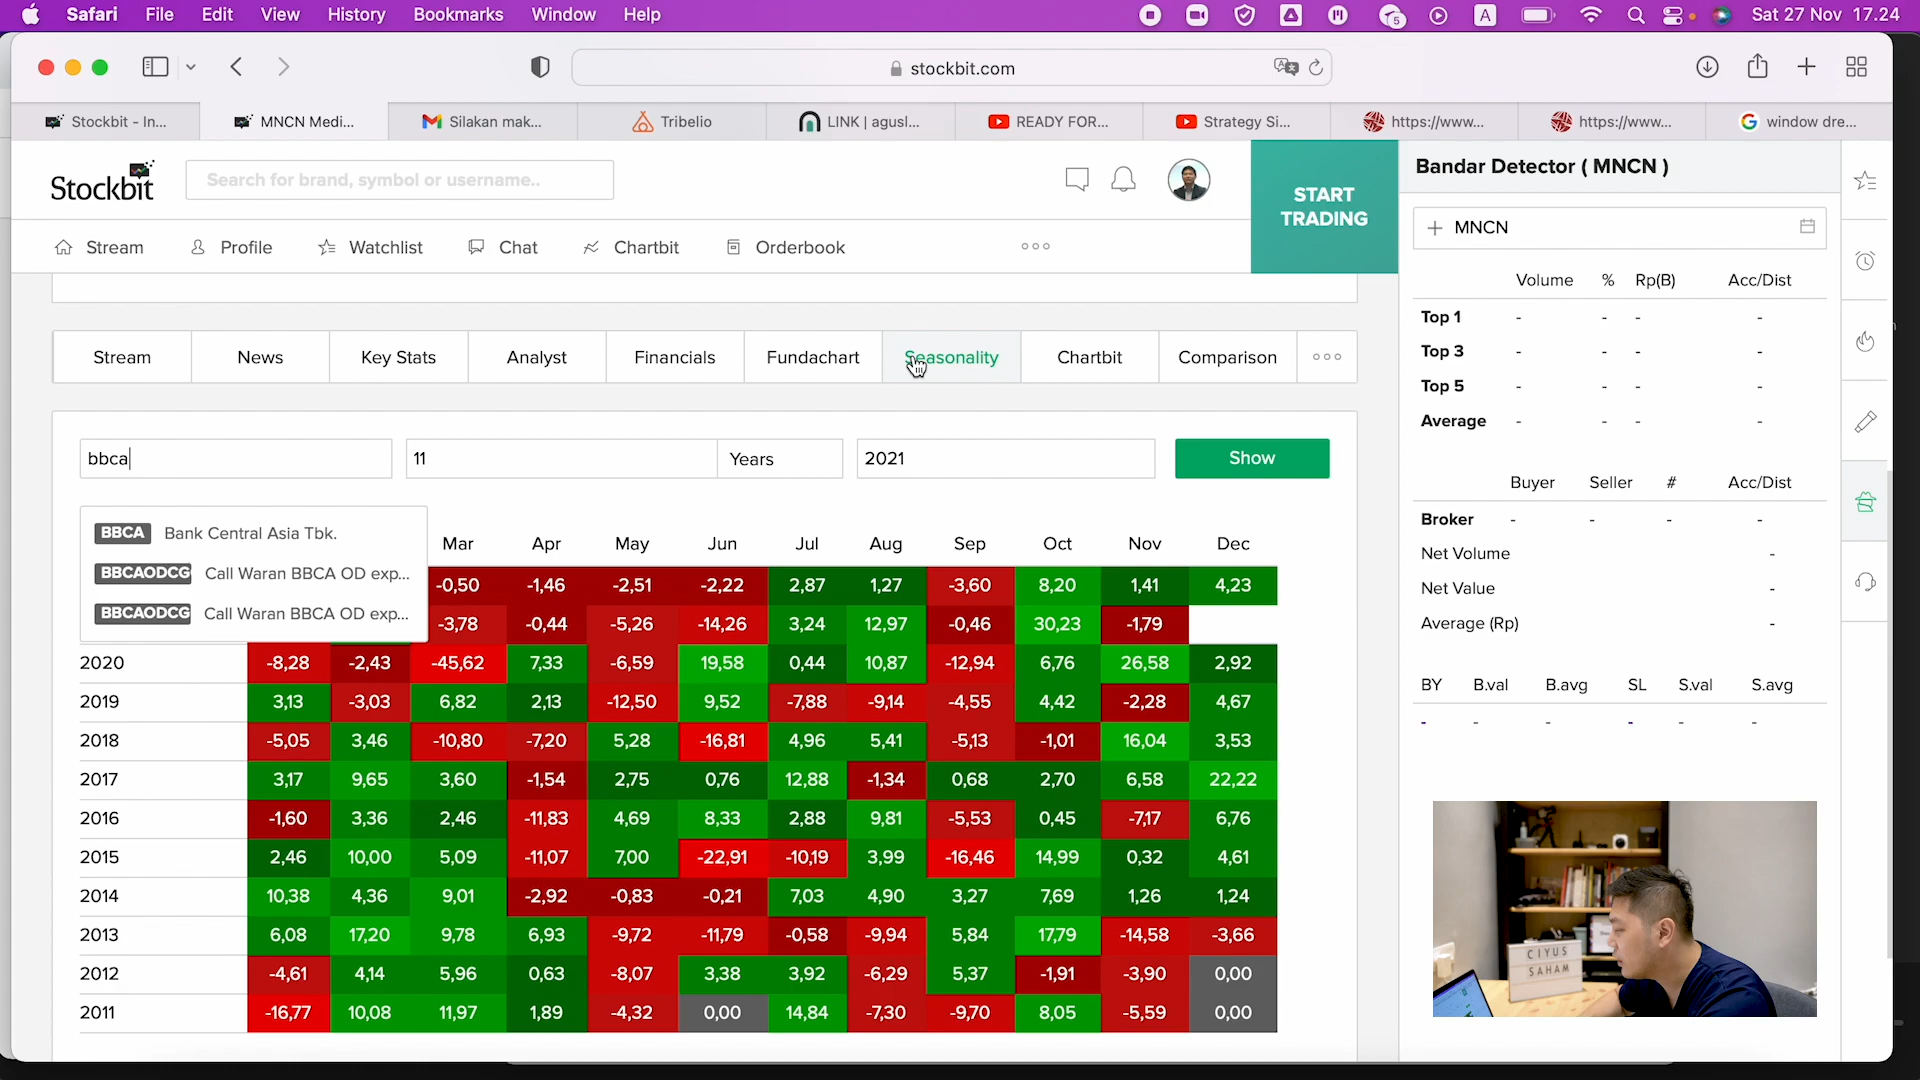 Safari File Edit View History Bookmarks Window Help 5 A Sat 27 Nov 17.24
stockbit.com
Stockbit - In... MNCN Medi... Silakan mak... Tribelio LINK | agusl... READY FOR... Strategy Si... https://www... https://www... window dre...
Stockbit Search for brand, symbol or username..
START
TRADING
Stream Profile Watchlist Chat Chartbit Orderbook
Stream News Key Stats Analyst Financials Fundachart Seasonality Chartbit Comparison
bbca 11 Years 2021 Show
BBCA Bank Central Asia Tbk.
BBCAODCG Call Waran BBCA OD exp...
BBCAODCG Call Waran BBCA OD exp...
Mar Apr May Jun Jul Aug Sep Oct Nov Dec
-0,50 -1,46 -2,51 -2,22 2,87 1,27 -3,60 8,20 1,41 4,23
-3,78 -0,44 -5,26 -14,26 3,24 12,97 -0,46 30,23 -1,79
2020 -8,28 -2,43 -45,62 7,33 -6,59 19,58 0,44 10,87 -12,94 6,76 26,58 2,92
2019 3,13 -3,03 6,82 2,13 -12,50 9,52 -7,88 -9,14 -4,55 4,42 -2,28 4,67
2018 -5,05 3,46 -10,80 -7,20 5,28 -16,81 4,96 5,41 -5,13 -1,01 16,04 3,53
2017 3,17 9,65 3,60 -1,54 2,75 0,76 12,88 -1,34 0,68 2,70 6,58 22,22
2016 -1,60 3,36 2,46 -11,83 4,69 8,33 2,88 9,81 -5,53 0,45 -7,17 6,76
2015 2,46 10,00 5,09 -11,07 7,00 -22,91 -10,19 3,99 -16,46 14,99 0,32 4,61
2014 10,38 4,36 9,01 -2,92 -0,83 -0,21 7,03 4,90 3,27 7,69 1,26 1,24
2013 6,08 17,20 9,78 6,93 -9,72 -11,79 -0,58 -9,94 5,84 17,79 -14,58 -3,66
2012 -4,61 4,14 5,96 0,63 -8,07 3,38 3,92 -6,29 5,37 -1,91 -3,90 0,00
2011 -16,77 10,08 11,97 1,89 -4,32 0,00 14,84 -7,30 -9,70 8,05 -5,59 0,00
Bandar Detector ( MNCN )
MNCN
Volume % Rp(B) Acc/Dist
Top 1 - - - -
Top 3 - - - -
Top 5 - - - -
Average - - - -
Buyer Seller # Acc/Dist
Broker - - - -
Net Volume -
Net Value -
Average (Rp) -
BY B.val B.avg SL S.val S.avg
- - - - - -
CIYUS
SAHAM